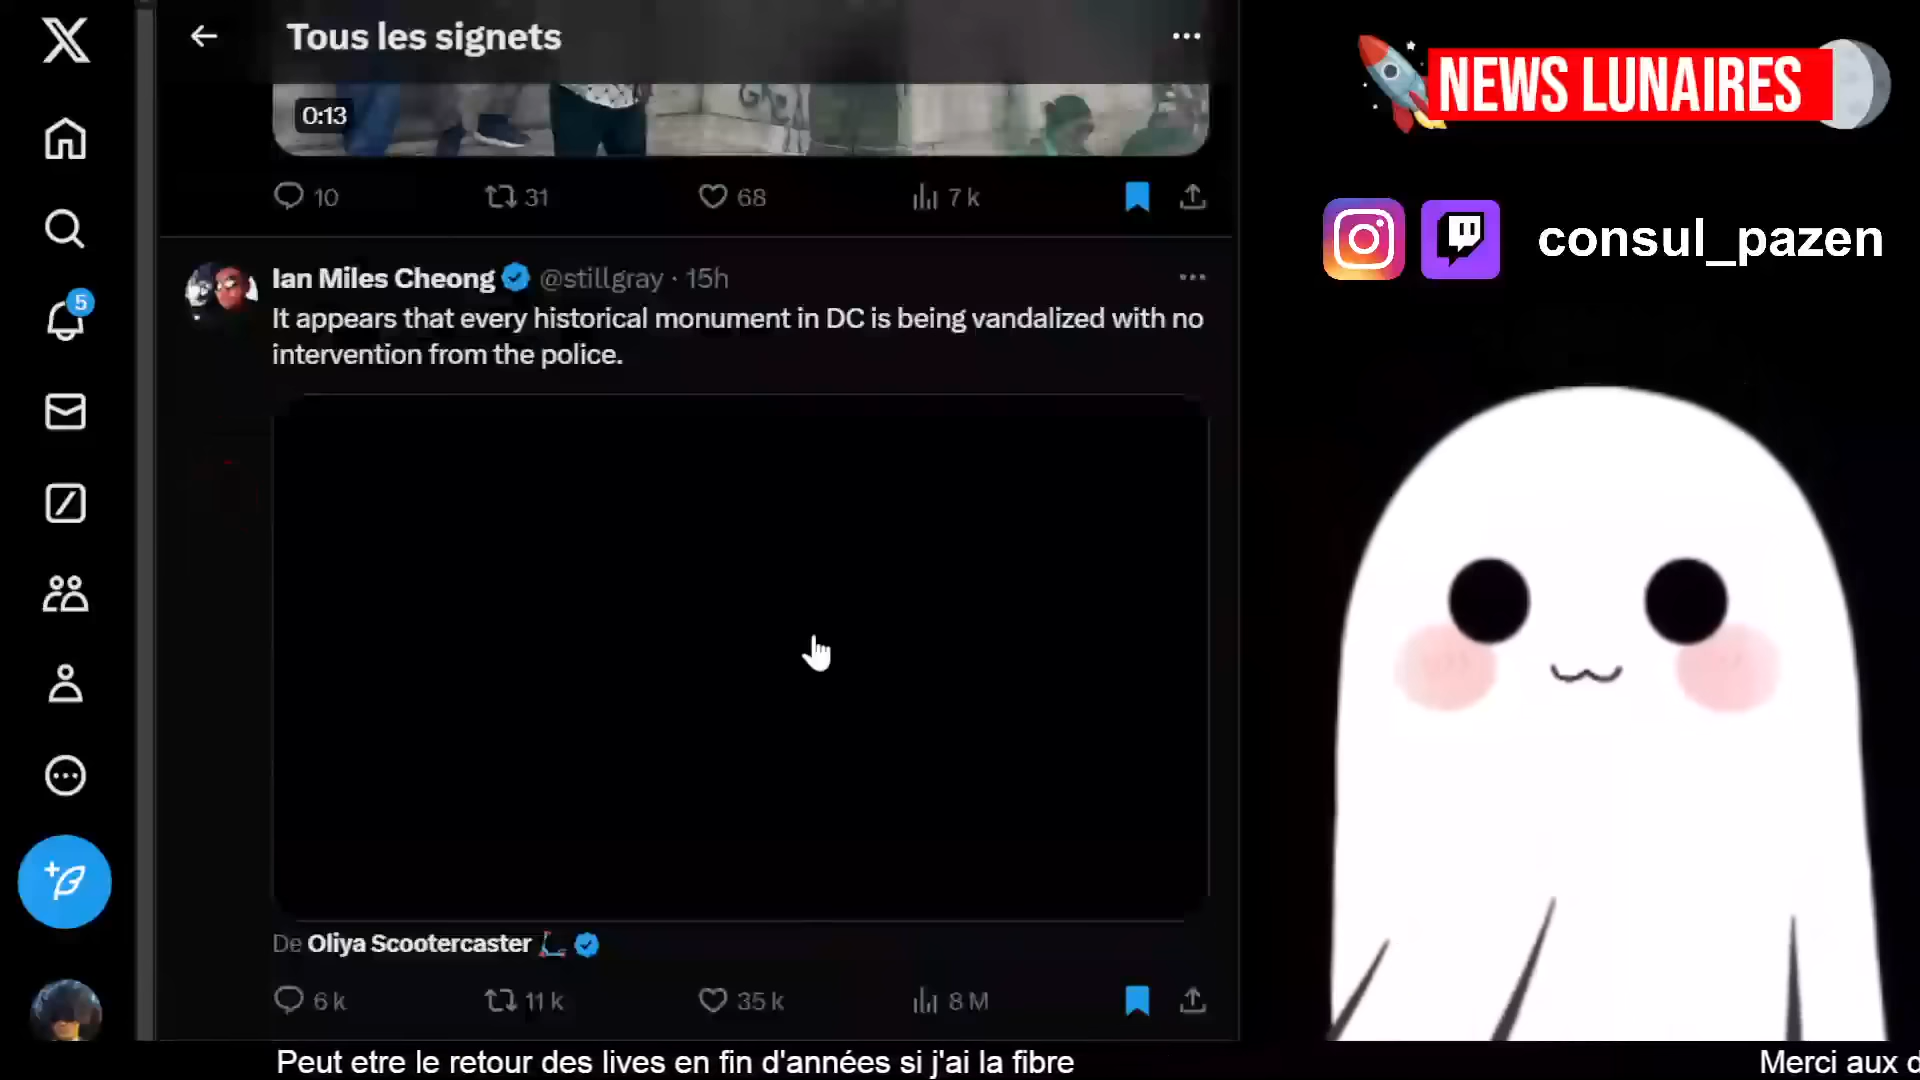 Tous les signets
0:13
10 31 68 7 k
5
Ian Miles Cheong @stillgray · 15h
It appears that every historical monument in DC is being vandalized with no
intervention from the police.
De Oliya Scootercaster
6 k 11 k 35 k 8 M
NEWS LUNAIRES
consul_pazen
Peut etre le retour des lives en fin d'années si j'ai la fibre
Merci aux